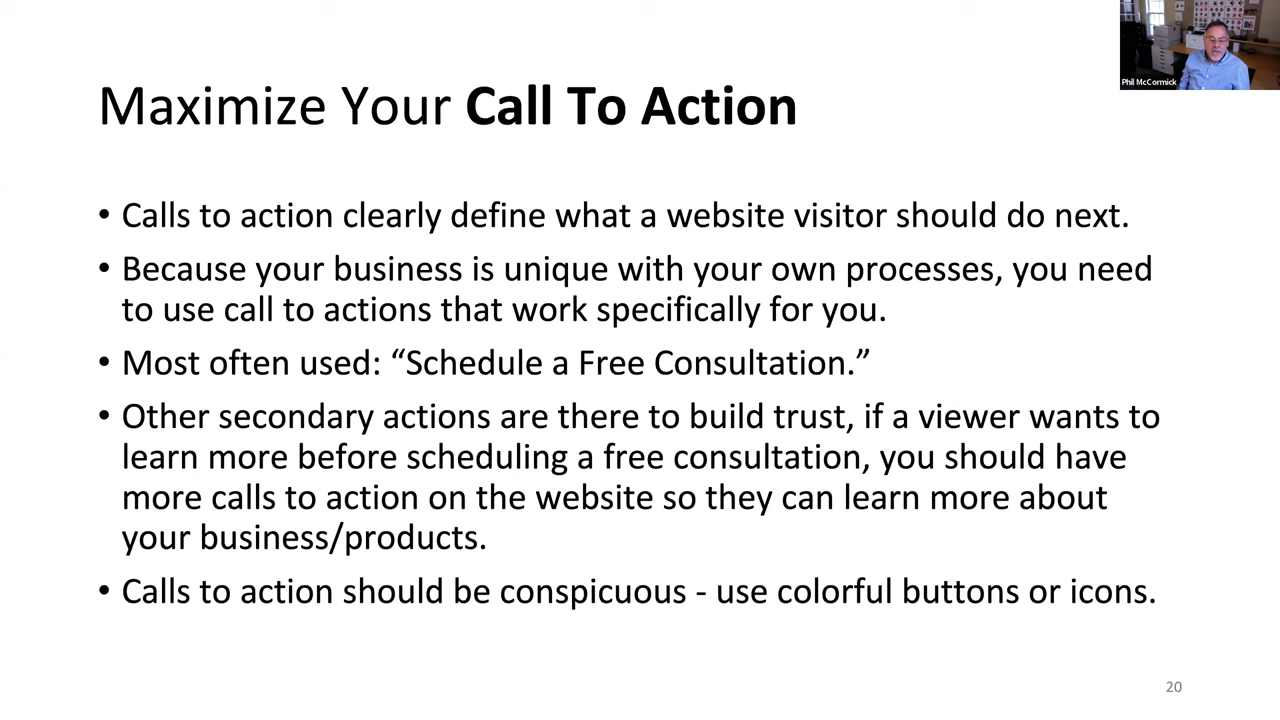 Phil McCormick
Maximize Your Call To Action
• Calls to action clearly define what a website visitor should do next.
• Because your business is unique with your own processes, you need
to use call to actions that work specifically for you.
• Most often used: “Schedule a Free Consultation.”
• Other secondary actions are there to build trust, if a viewer wants to
learn more before scheduling a free consultation, you should have
more calls to action on the website so they can learn more about
your business/products.
• Calls to action should be conspicuous - use colorful buttons or icons.
20